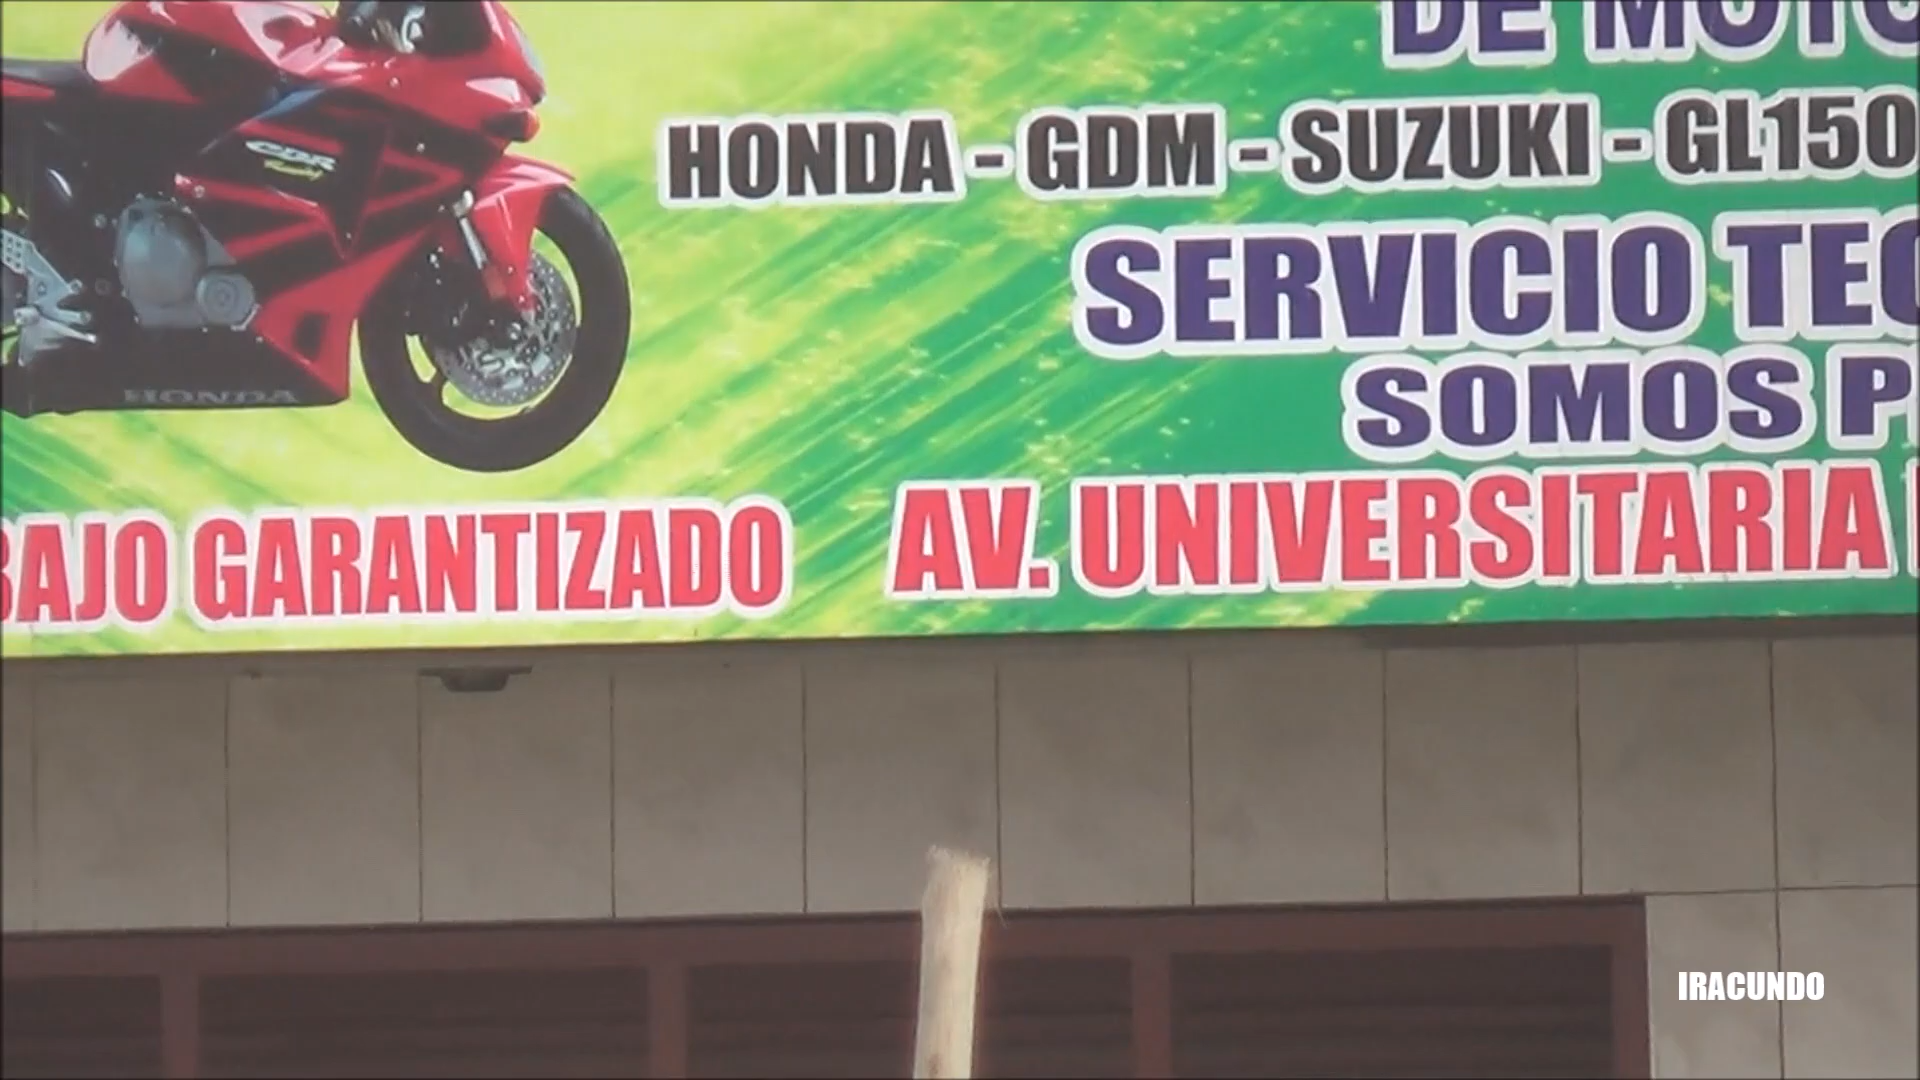 DE MOTO
HONDA - GDM - SUZUKI - GL150
SERVICIO TEC
SOMOS P
BAJO GARANTIZADO
AV. UNIVERSITARIA
CBR
HONDA
IRACUNDO